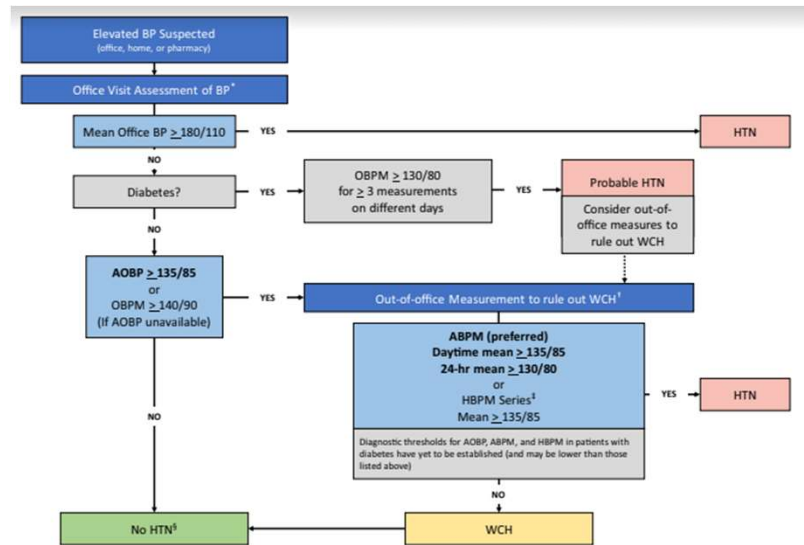 Elevated BP Suspected
(office, home, or pharmacy)
Office Visit Assessment of BP*
Mean Office BP ≥ 180/110
YES
HTN
NO
Diabetes?
YES
OBPM ≥ 130/80
for ≥ 3 measurements
on different days
YES
Probable HTN
Consider out-of-
office measures to
rule out WCH
NO
AOBP ≥ 135/85
or
OBPM ≥ 140/90
(If AOBP unavailable)
YES
Out-of-office Measurement to rule out WCH†
ABPM (preferred)
Daytime mean ≥ 135/85
24-hr mean ≥ 130/80
or
HBPM Series‡
Mean ≥ 135/85
YES
HTN
Diagnostic thresholds for AOBP, ABPM, and HBPM in patients with
diabetes have yet to be established (and may be lower than those
listed above)
NO
NO
No HTN§
WCH